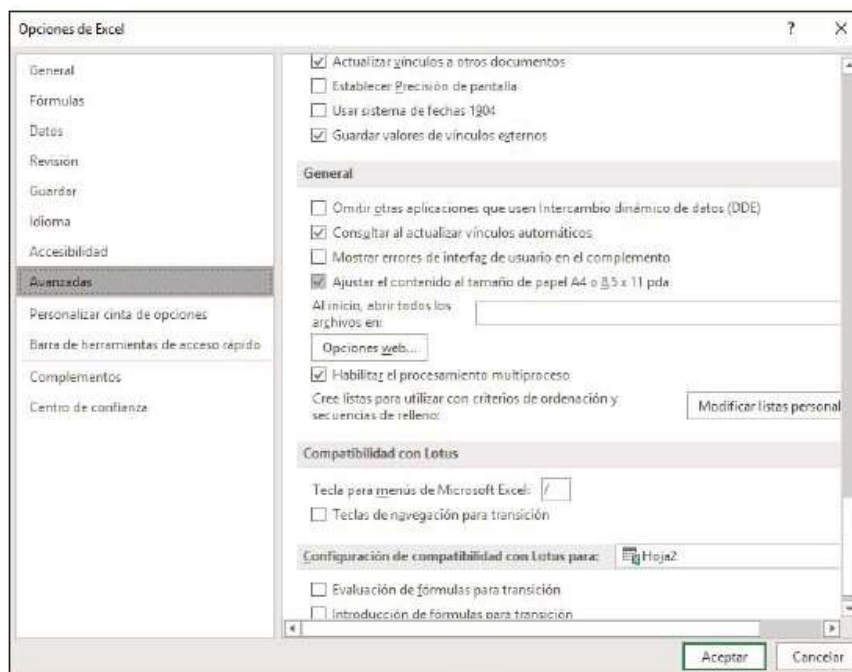 Opciones de Excel
?
General
Fórmulas
Datos
Revisión
Guardar
Idioma
Accesibilidad
Avanzadas
Personalizar cinta de opciones
Barra de herramientas de acceso rápido
Complementos
Centro de confianza
Actualizar vínculos a otros documentos
Establecer Precisión de pantalla
Usar sistema de fechas 1904
Guardar valores de vínculos externos
General
Omitir otras aplicaciones que usen Intercambio dinámico de datos (DDE)
Consultar al actualizar vínculos automáticos
Mostrar errores de interfaz de usuario en el complemento
Ajustar el contenido al tamaño de papel A4 o 8,5 x 11 pda
Al inicio, abrir todos los
archivos en:
Opciones web...
Habilitar el procesamiento multiproceso
Cree listas para utilizar con criterios de ordenación y
secuencias de relleno:
Modificar listas personal
Compatibilidad con Lotus
Tecla para menús de Microsoft Excel: /
Teclas de navegación para transición
Configuración de compatibilidad con Lotus para: Hoja2
Evaluación de fórmulas para transición
Introducción de fórmulas para transición
Aceptar
Cancelar